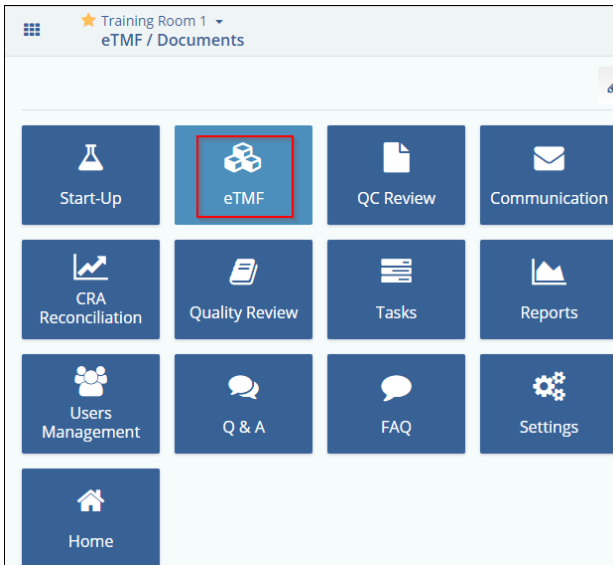 Training Room 1
eTMF / Documents
Start-Up
eTMF
QC Review
Communication
CRA
Reconciliation
Quality Review
Tasks
Reports
Users
Management
Q & A
FAQ
Settings
Home